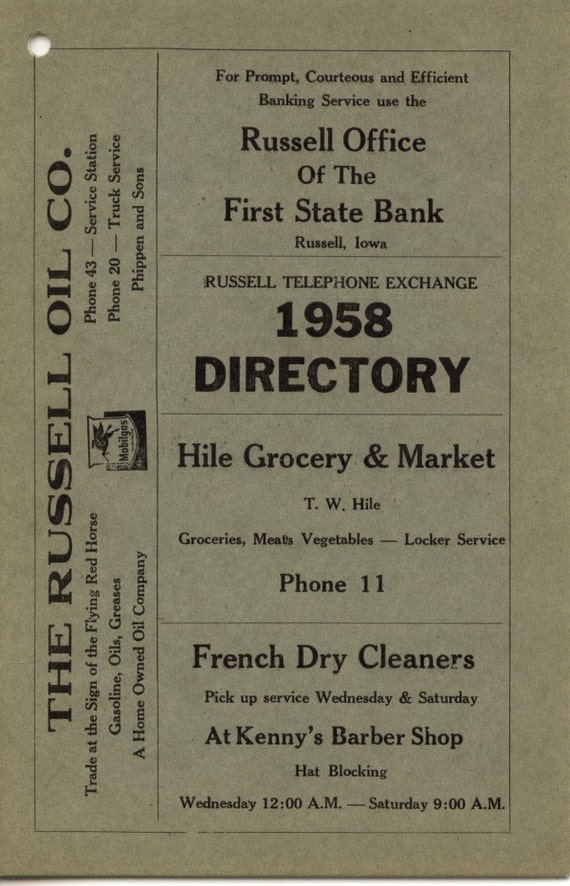 THE RUSSELL OIL CO.
Trade at the Sign of the Flying Red Horse
Gasoline, Oils, Greases
A Home Owned Oil Company
Mobilgas
Phone 43 — Service Station
Phone 20 — Truck Service
Phippen and Sons
For Prompt, Courteous and Efficient
Banking Service use the
Russell Office
Of The
First State Bank
Russell, Iowa
RUSSELL TELEPHONE EXCHANGE
1958
DIRECTORY
Hile Grocery & Market
T. W. Hile
Groceries, Meats Vegetables — Locker Service
Phone 11
French Dry Cleaners
Pick up service Wednesday & Saturday
At Kenny's Barber Shop
Hat Blocking
Wednesday 12:00 A.M. — Saturday 9:00 A.M.